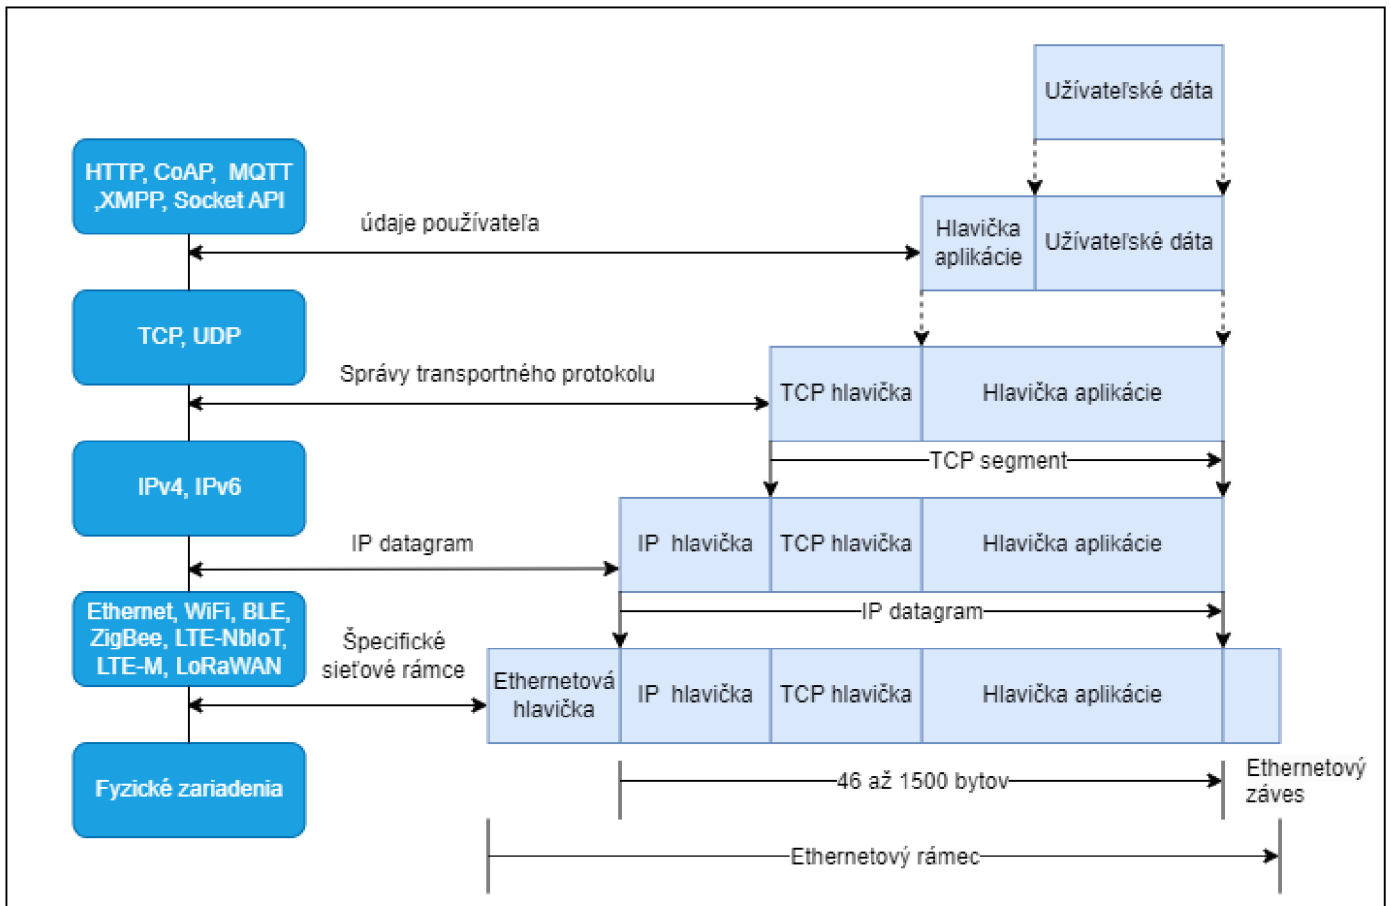 Užívateľské dáta
HTTP, CoAP,  MQTT
,XMPP, Socket API
údaje používateľa
Hlavička
aplikácie
Užívateľské dáta
TCP, UDP
Správy transportného protokolu
TCP hlavička
Hlavička aplikácie
TCP segment
IPv4, IPv6
IP datagram
IP  hlavička
TCP hlavička
Hlavička aplikácie
IP datagram
Ethernet, WiFi, BLE,
ZigBee, LTE-NbIoT,
LTE-M, LoRaWAN
Špecifické
sieťové rámce
Ethernetová
hlavička
IP  hlavička
TCP hlavička
Hlavička aplikácie
Fyzické zariadenia
46 až 1500 bytov
Ethernetový
záves
Ethernetový rámec